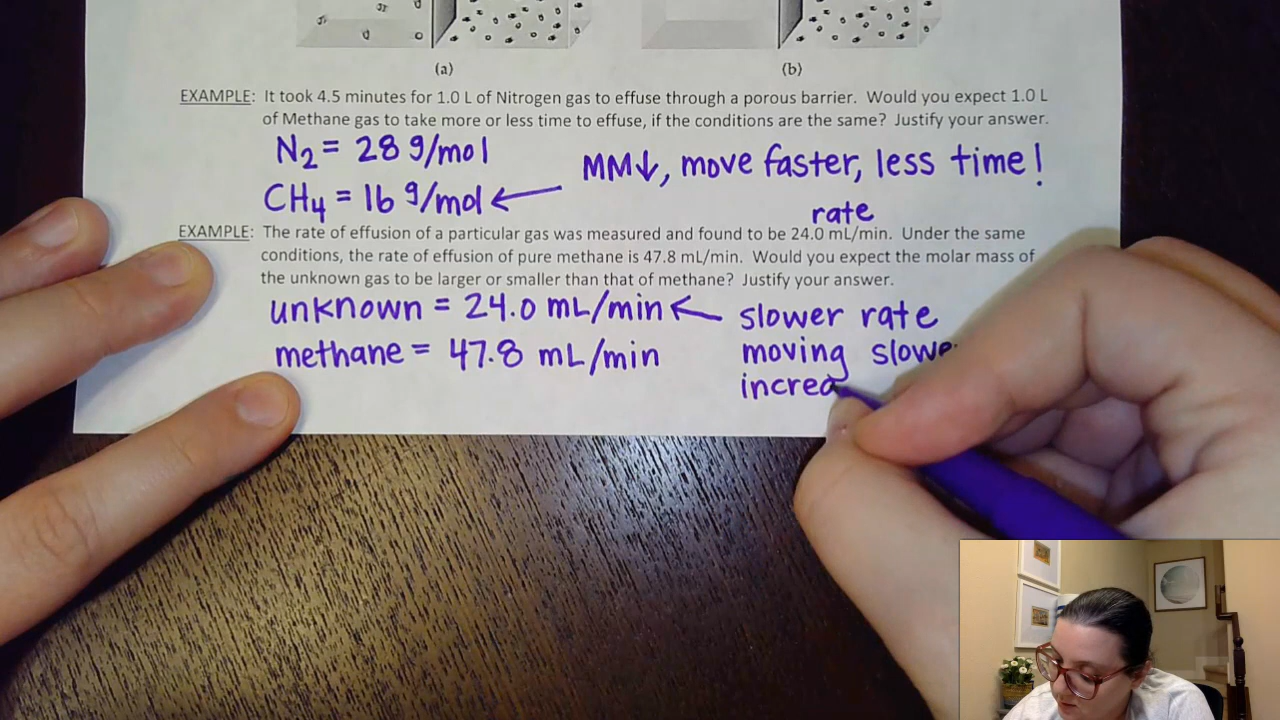 (a) (b)
EXAMPLE: It took 4.5 minutes for 1.0 L of Nitrogen gas to effuse through a porous barrier. Would you expect 1.0 L
of Methane gas to take more or less time to effuse, if the conditions are the same? Justify your answer.
N2 = 28 g/mol
MM↓, move faster, less time!
CH4 = 16 g/mol ←
rate
EXAMPLE: The rate of effusion of a particular gas was measured and found to be 24.0 mL/min. Under the same
conditions, the rate of effusion of pure methane is 47.8 mL/min. Would you expect the molar mass of
the unknown gas to be larger or smaller than that of methane? Justify your answer.
unknown = 24.0 mL/min ← slower rate
methane = 47.8 mL/min moving slowe
increa